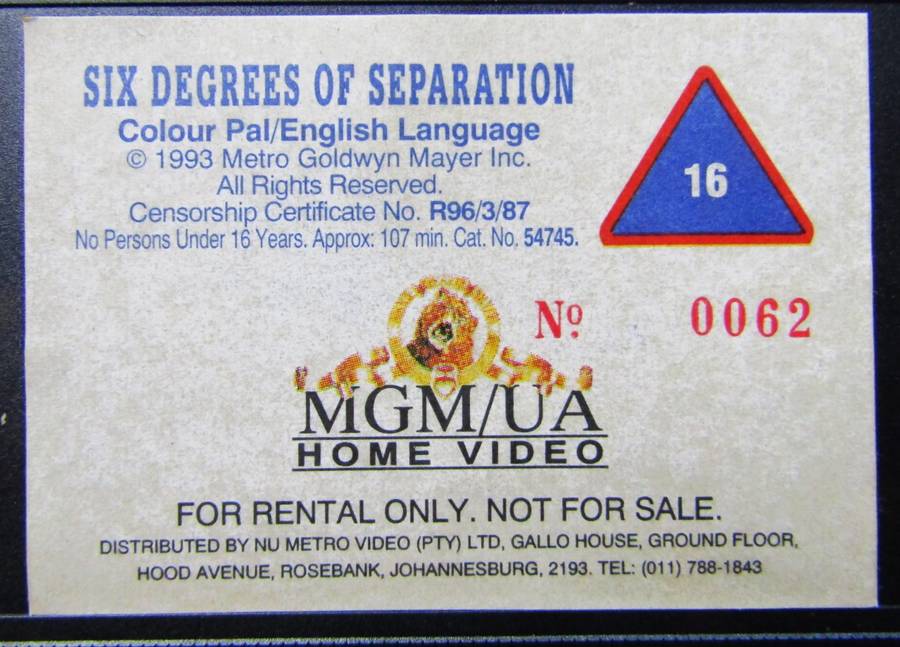 SIX DEGREES OF SEPARATION
Colour Pal/English Language
© 1993 Metro Goldwyn Mayer Inc.
All Rights Reserved.
Censorship Certificate No. R96/3/87
No Persons Under 16 Years. Approx: 107 min. Cat. No. 54745.
16
Nº 0062
MGM/UA
HOME VIDEO
FOR RENTAL ONLY. NOT FOR SALE.
DISTRIBUTED BY NU METRO VIDEO (PTY) LTD, GALLO HOUSE, GROUND FLOOR,
HOOD AVENUE, ROSEBANK, JOHANNESBURG, 2193. TEL: (011) 788-1843